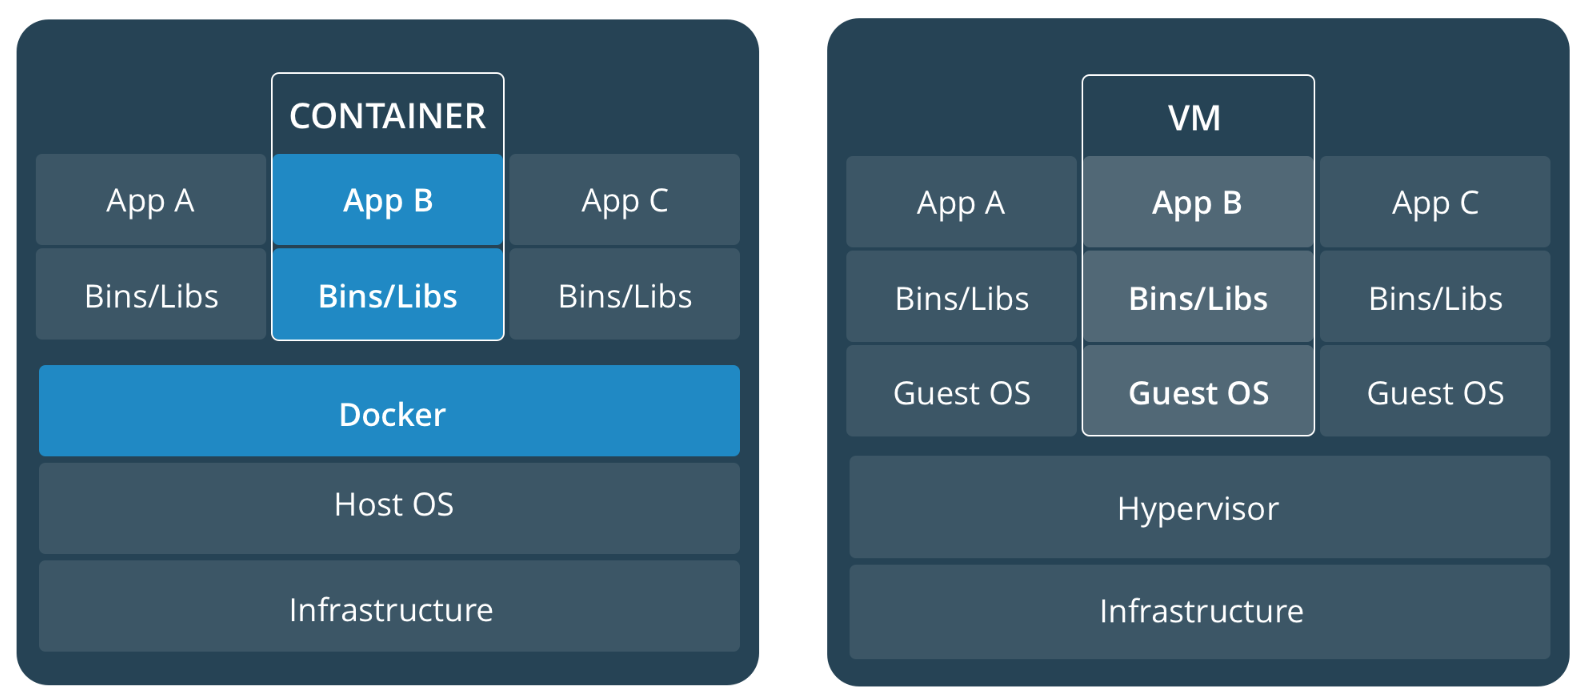 CONTAINER
App A
App B
App C
Bins/Libs
Bins/Libs
Bins/Libs
Docker
Host OS
Infrastructure
VM
App A
App B
App C
Bins/Libs
Bins/Libs
Bins/Libs
Guest OS
Guest OS
Guest OS
Hypervisor
Infrastructure